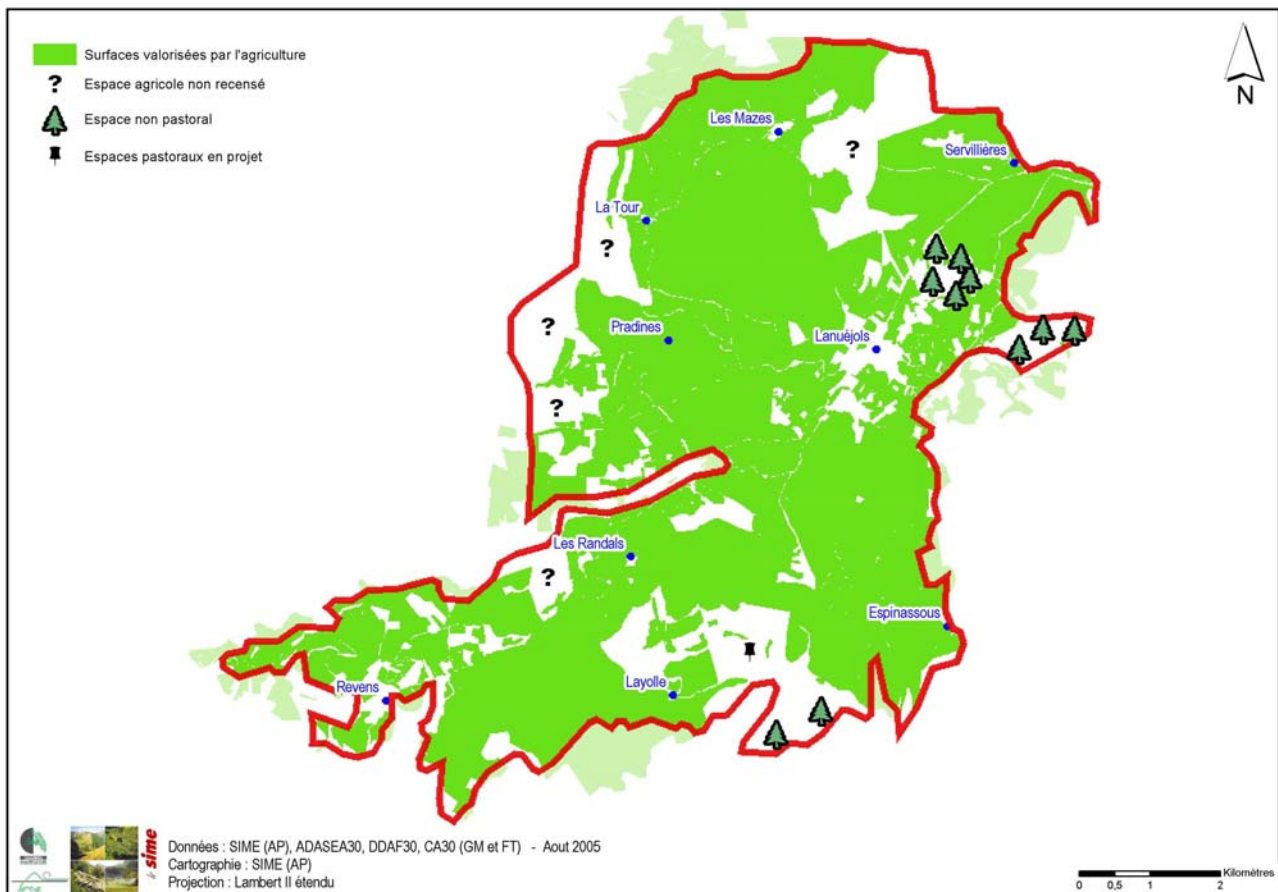 Surfaces valorisées par l'agriculture
? Espace agricole non recensé
Espace non pastoral
Espaces pastoraux en projet
N
Les Mazes
?
Servillières
La Tour
?
?
Pradines
Lanuéjols
?
Les Randals
?
Espinassous
Layolle
Revens
sime
Données : SIME (AP), ADASEA30, DDAF30, CA30 (GM et FT) - Aout 2005
Cartographie : SIME (AP)
Projection : Lambert II étendu
Kilomètres
0 0,5 1 2